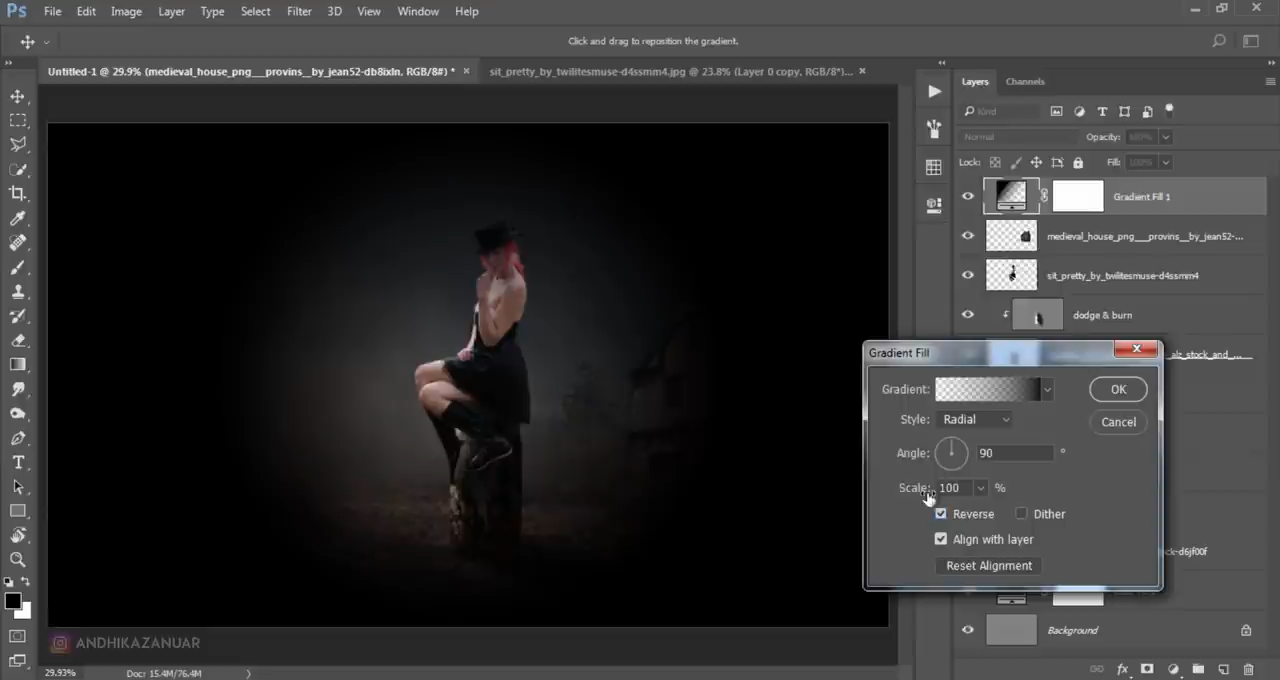 Ps File Edit Image Layer Type Select Filter 3D View Window Help
Click and drag to reposition the gradient.
Untitled-1 @ 29.9% (medieval_house_png___provins__by_jean52-db8ixln, RGB/8#) *
sit_pretty_by_twilitesmuse-d4ssmm4.jpg @ 23.8% (Layer 0 copy, RGB/8*)...
Layers Channels
Kind
Normal Opacity: 100%
Lock: Fill: 100%
Gradient Fill 1
medieval_house_png___provins__by_jean52-...
sit_pretty_by_twilitesmuse-d4ssmm4
dodge & burn
Gradient Fill
Gradient: OK
Style: Radial
Cancel
Angle: 90 °
Scale: 100 %
Reverse Dither
Align with layer
Reset Alignment
ck-d6jf00f
Background
ANDHIKAZANUAR
29.93% Doc: 15.4M/76.4M